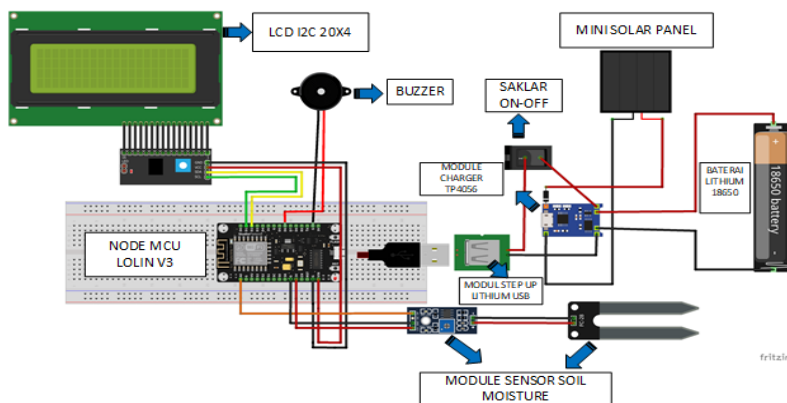 LCD I2C 20X4
MINI SOLAR PANEL
BUZZER
SAKLAR
ON-OFF
MODULE
CHARGER
TP4056
BATERAI
LITHIUM
18650
18650 battery
NODE MCU
LOLIN V3
MODUL STEP UP
LITHIUM USB
MODULE SENSOR SOIL
MOISTURE